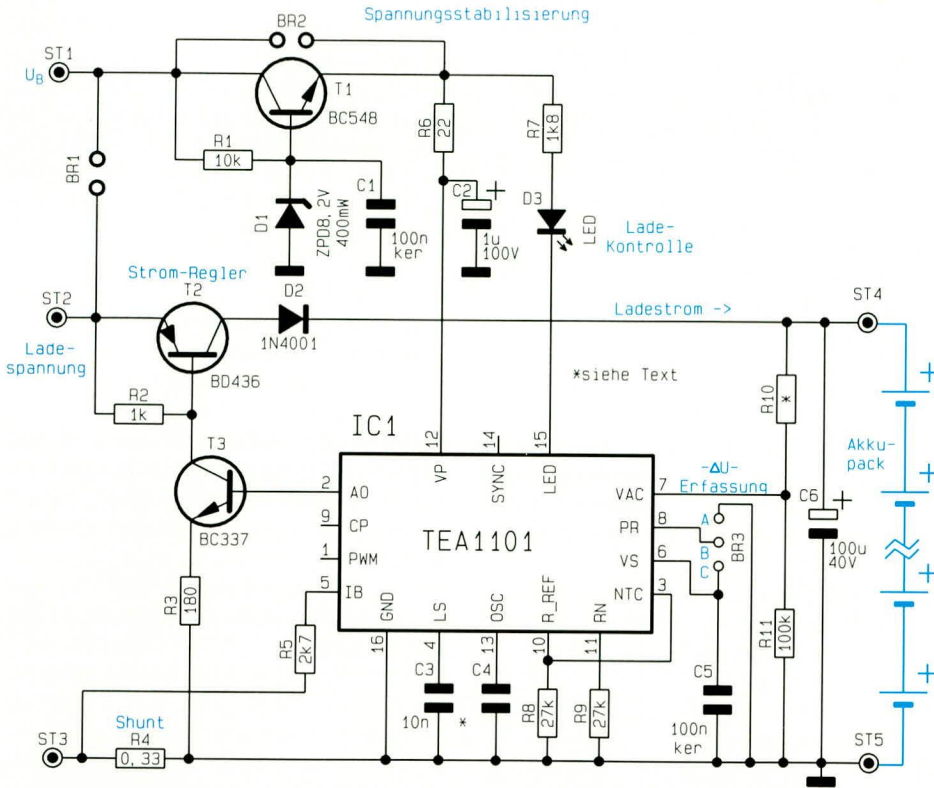 Spannungsstabilisierung
BR2
ST1
U_B
T1
BC548
R1
10k
R6
22
R7
1k8
BR1
D1
ZPD8,2V
400mW
C1
100n
ker
C2
+
1u
100V
D3
LED
Lade-
Kontrolle
Strom-Regler
T2
D2
1N4001
ST2
Lade-
spannung
BD436
Ladestrom ->
ST4
*siehe Text
R2
1k
R10
*
T3
BC337
IC1
12
14
15
VP
SYNC
LED
-ΔU-
Erfassung
Akku-
pack
+
+
+
+
2
AO
9
CP
1
PWM
5
IB
TEA1101
VAC
7
PR
8
VS
6
NTC
3
A
B
C
BR3
C6
+
100u
40V
GND
LS
OSC
R_REF
RN
16
4
13
10
11
R3
180
R5
2k7
C3
10n
C4
*
R8
27k
R9
27k
C5
100n
ker
R11
100k
Shunt
ST3
R4
0,33
ST5